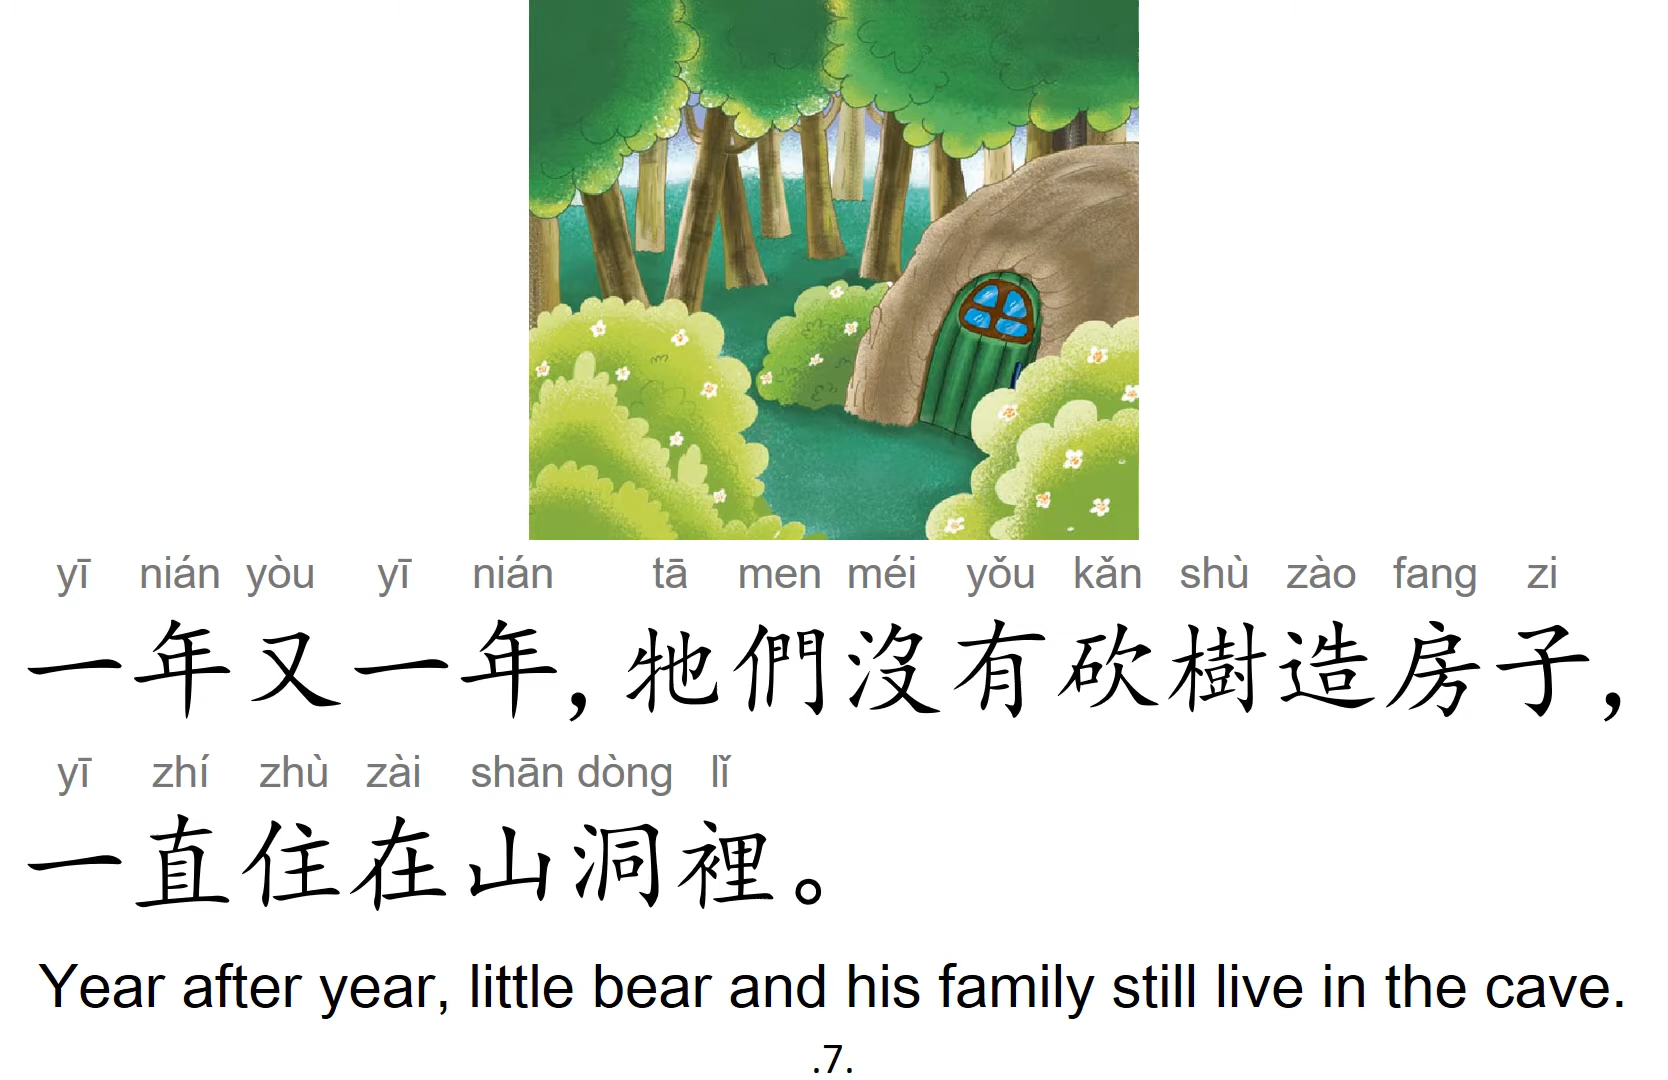 yī nián yòu yī nián tā men méi yǒu kǎn shù zào fang zi
一年又一年，牠們沒有砍樹造房子，
yī zhí zhù zài shān dòng lǐ
一直住在山洞裡。
Year after year, little bear and his family still live in the cave.
.7.